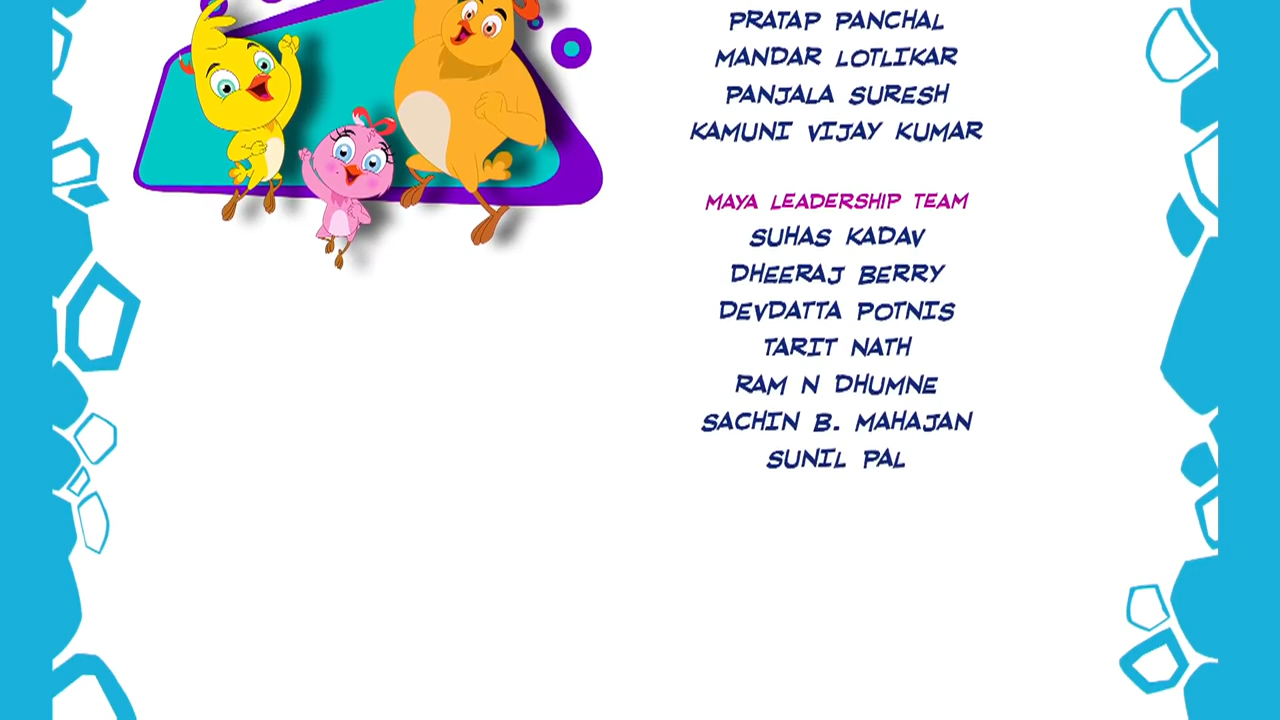 PRATAP PANCHAL
MANDAR LOTLIKAR
PANJALA SURESH
KAMUNI VIJAY KUMAR
MAYA LEADERSHIP TEAM
SUHAS KADAV
DHEERAJ BERRY
DEVDATTA POTNIS
TARIT NATH
RAM N DHUMNE
SACHIN B. MAHAJAN
SUNIL PAL